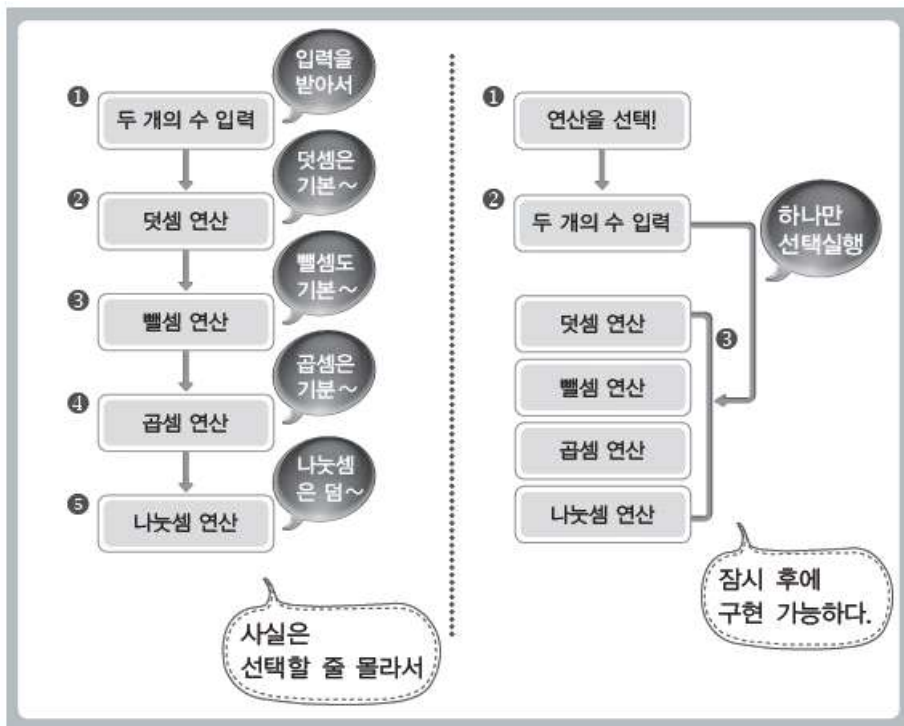 입력을
받아서
❶
두 개의 수 입력
덧셈은
기본~
❷
덧셈 연산
뺄셈도
기본~
❸
뺄셈 연산
곱셈은
기분~
❹
곱셈 연산
나눗셈
은 덤~
❺
나눗셈 연산
사실은
선택할 줄 몰라서
❶
연산을 선택!
❷
두 개의 수 입력
하나만
선택실행
덧셈 연산
❸
뺄셈 연산
곱셈 연산
나눗셈 연산
잠시 후에
구현 가능하다.